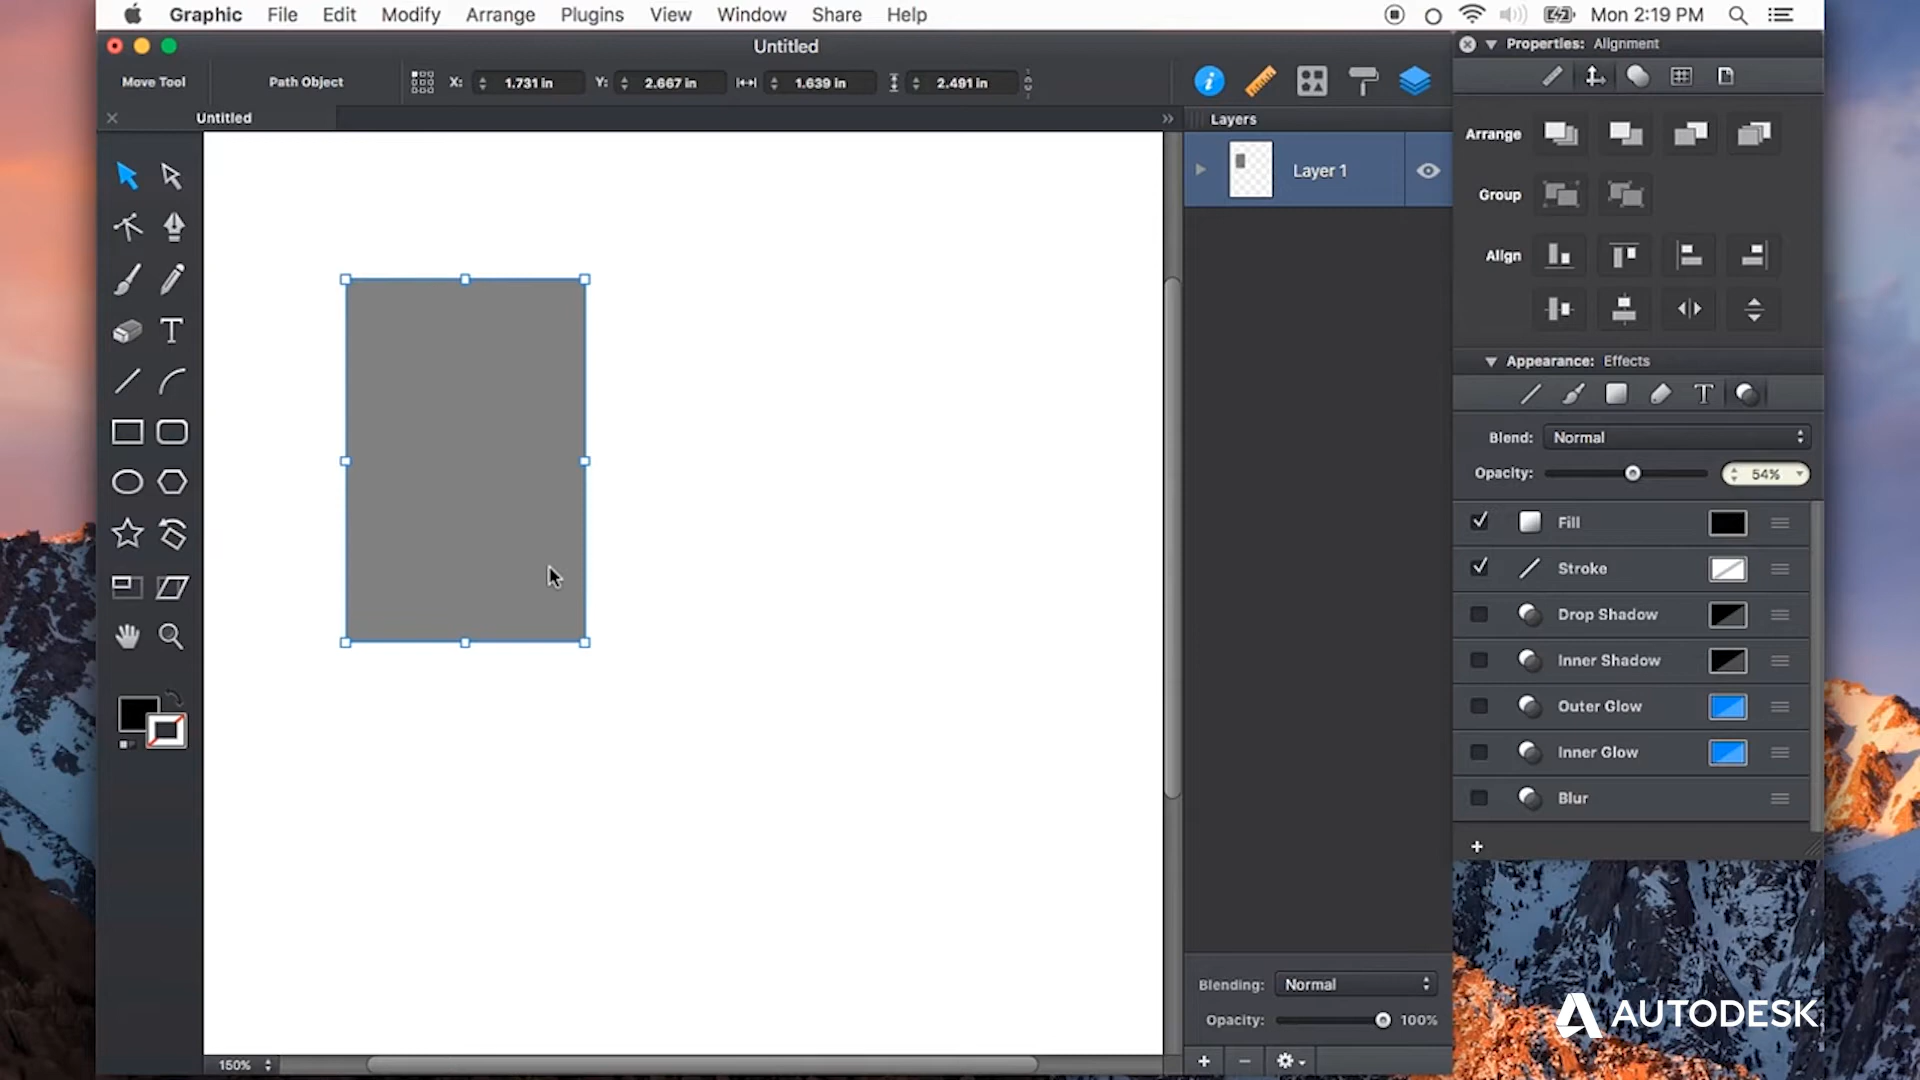 Graphic File Edit Modify Arrange Plugins View Window Share Help Mon 2:19 PM
Untitled
Properties: Alignment
Move Tool Path Object X: 1.731 in Y: 2.667 in 1.639 in 2.491 in
Untitled
Layers
Layer 1
Arrange
Group
Align
Appearance: Effects
Blend: Normal
Opacity: 54%
Fill
Stroke
Drop Shadow
Inner Shadow
Outer Glow
Inner Glow
Blur
Blending: Normal
Opacity: 100%
150%
AUTODESK